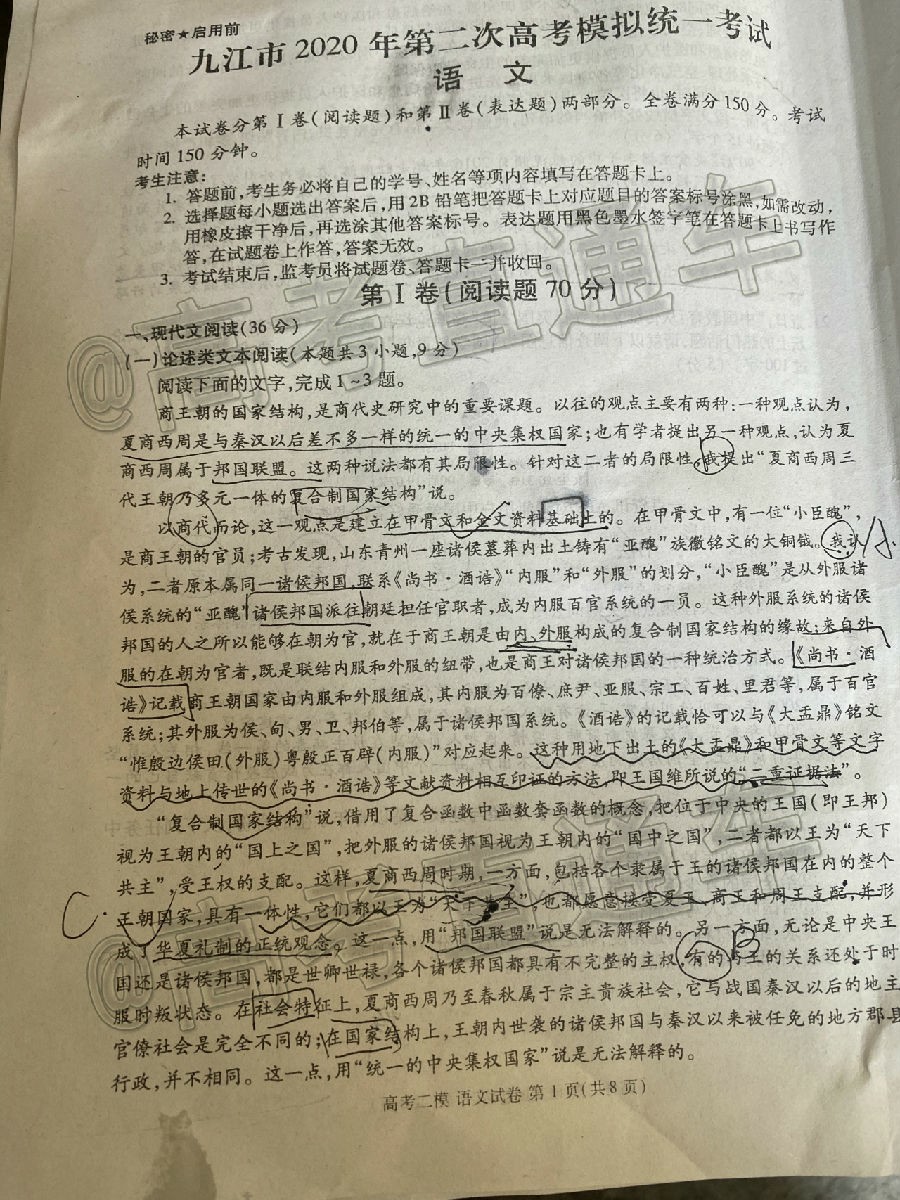 秘密★启用前
九江市 2020 年第二次高考模拟统一考试
语 文
本试卷分第Ⅰ卷(阅读题)和第Ⅱ卷(表达题)两部分。全卷满分150分。考试
时间150分钟。
考生注意:
1. 答题前,考生务必将自己的学号、姓名等项内容填写在答题卡上。
2. 选择题每小题选出答案后,用2B铅笔把答题卡上对应题目的答案标号涂黑,如需改动,
用橡皮擦干净后,再选涂其他答案标号。表达题用黑色墨水签字笔在答题卡上书写作
答,在试题卷上作答,答案无效。
3. 考试结束后,监考员将试题卷、答题卡一并收回。
第Ⅰ卷(阅读题70分)
一、现代文阅读(36分)
(一)论述类文本阅读(本题共3小题,9分)
阅读下面的文字,完成1~3题。
商王朝的国家结构,是商代史研究中的重要课题。以往的观点主要有两种:一种观点认为,
夏商西周是与秦汉以后差不多一样的统一的中央集权国家;也有学者提出另一种观点,认为夏
商西周属于邦国联盟。这两种说法都有其局限性。针对这二者的局限性,我提出“夏商西周三
代王朝乃多元一体的复合制国家结构”说。
以商代而论,这一观点是建立在甲骨文和金文资料基础上的。在甲骨文中,有一位“小臣醜”,
是商王朝的官员;考古发现,山东青州一座诸侯墓葬内出土铸有“亚醜”族徽铭文的大铜钺。我认
A.
为,二者原本属同一诸侯邦国,联系《尚书·酒诰》“内服”和“外服”的划分,“小臣醜”是从外服诸
侯系统的“亚醜”诸侯邦国派往朝廷担任官职者,成为内服百官系统的一员。这种外服系统的诸侯
邦国的人之所以能够在朝为官,就在于商王朝是由内、外服构成的复合制国家结构的缘故;来自外
服的在朝为官者,既是联结内服和外服的纽带,也是商王对诸侯邦国的一种统治方式。《尚书·酒
诰》记载商王朝国家由内服和外服组成,其内服为百僚、庶尹、亚服、宗工、百姓、里君等,属于百官
系统;其外服为侯、甸、男、卫、邦伯等,属于诸侯邦国系统。《酒诰》的记载恰可以与《大盂鼎》铭文
“惟殷边侯田(外服)粤殷正百辟(内服)”对应起来。这种用地下出土的《大盂鼎》和甲骨文等文字
资料与地上传世的《尚书·酒诰》等文献资料相互印证的方法,即王国维所说的“二重证据法”。
“复合制国家结构”说,借用了复合函数中函数套函数的概念,把位于中央的王国(即王邦)
视为王朝内的“国上之国”,把外服的诸侯邦国视为王朝内的“国中之国”,二者都以王为“天下
共主”,受王权的支配。这样,夏商西周时期,一方面,包括各个隶属于王的诸侯邦国在内的整个
C.
王朝国家,具有一体性,它们都以王为“天下共主”,也都愿意接受夏王、商王和周王支配,并形
成了华夏礼制的正统观念。这一点,用“邦国联盟”说是无法解释的。另一方面,无论是中央王
B
国还是诸侯邦国,都是世卿世禄,各个诸侯邦国都具有不完整的主权,有的与王的关系还处于时
服时叛状态。在社会特征上,夏商西周乃至春秋属于宗主贵族社会,它与战国秦汉以后的地主
官僚社会是完全不同的;在国家结构上,王朝内世袭的诸侯邦国与秦汉以来被任免的地方郡县
行政,并不相同。这一点,用“统一的中央集权国家”说是无法解释的。
高考二模 语文试卷 第1页(共8页)
@高考直通车
@高考直通车